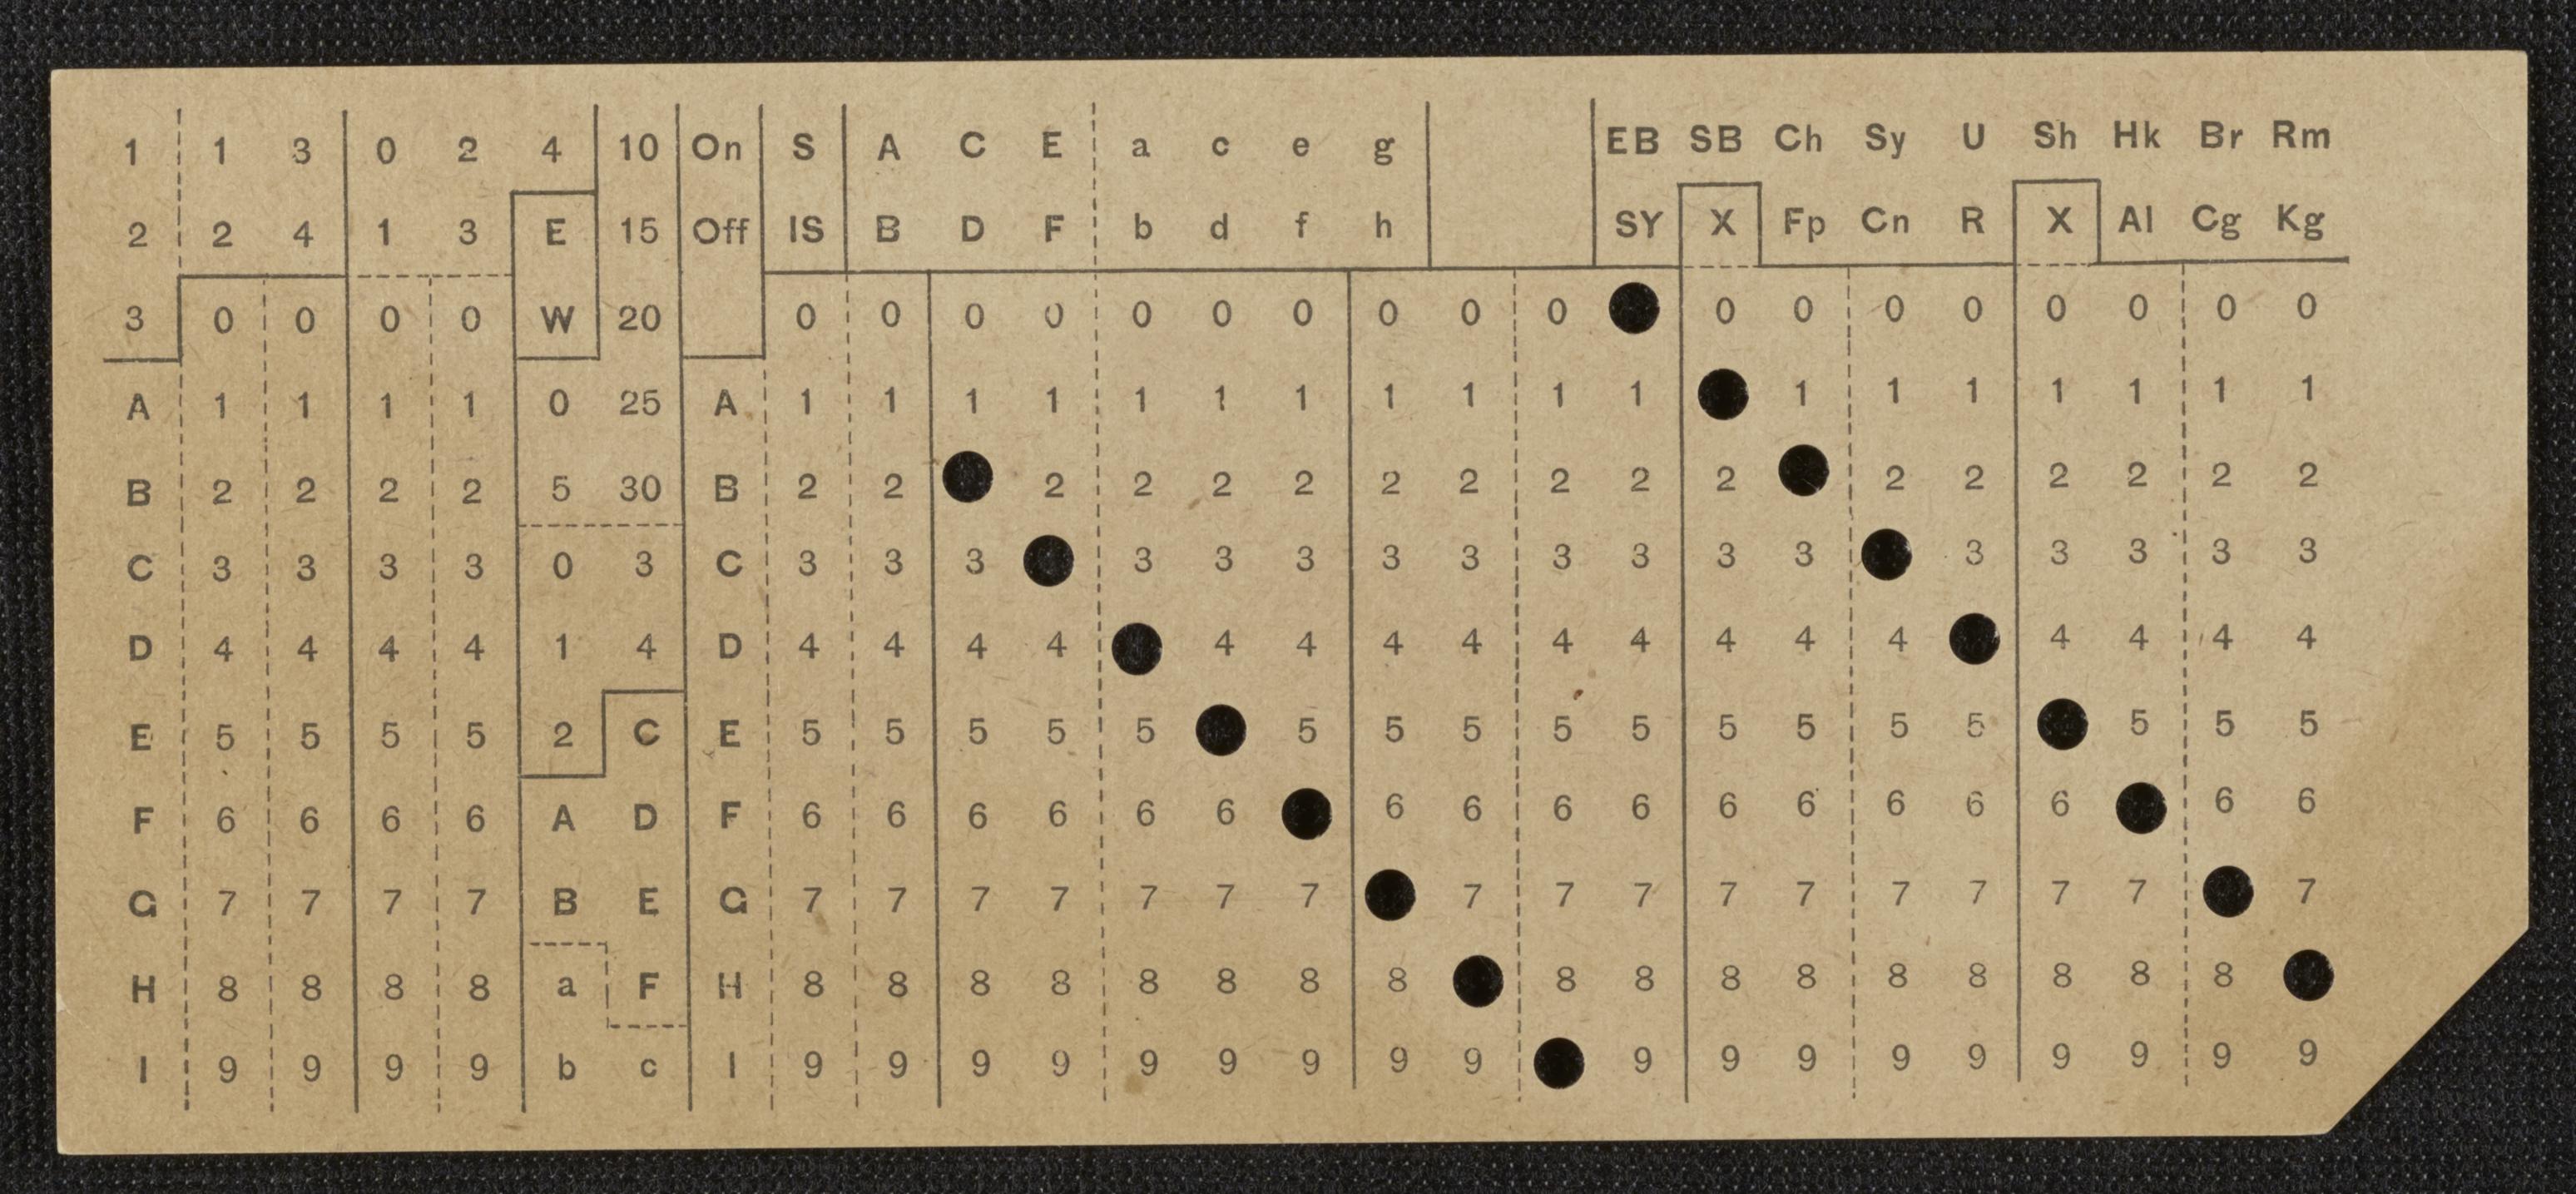 1 1 3 0 2 4 10 On S A C E a c e g EB SB Ch Sy U Sh Hk Br Rm
2 2 4 1 3 E 15 Off IS B D F b d f h SY X Fp Cn R X Al Cg Kg
3 0 0 0 0 W 20 0 0 0 0 0 0 0 0 0 0 0 0 0 0 0 0 0 0
A 1 1 1 1 0 25 A 1 1 1 1 1 1 1 1 1 1 1 1 1 1 1 1 1 1
B 2 2 2 2 5 30 B 2 2 2 2 2 2 2 2 2 2 2 2 2 2 2 2 2
C 3 3 3 3 0 3 C 3 3 3 3 3 3 3 3 3 3 3 3 3 3 3 3 3
D 4 4 4 4 1 4 D 4 4 4 4 4 4 4 4 4 4 4 4 4 4 4 4 4
E 5 5 5 5 2 C E 5 5 5 5 5 5 5 5 5 5 5 5 5 5 5 5 5
F 6 6 6 6 A D F 6 6 6 6 6 6 6 6 6 6 6 6 6 6 6 6 6
G 7 7 7 7 B E G 7 7 7 7 7 7 7 7 7 7 7 7 7 7 7 7 7
H 8 8 8 8 a F H 8 8 8 8 8 8 8 8 8 8 8 8 8 8 8 8 8
I 9 9 9 9 b c I 9 9 9 9 9 9 9 9 9 9 9 9 9 9 9 9 9 9